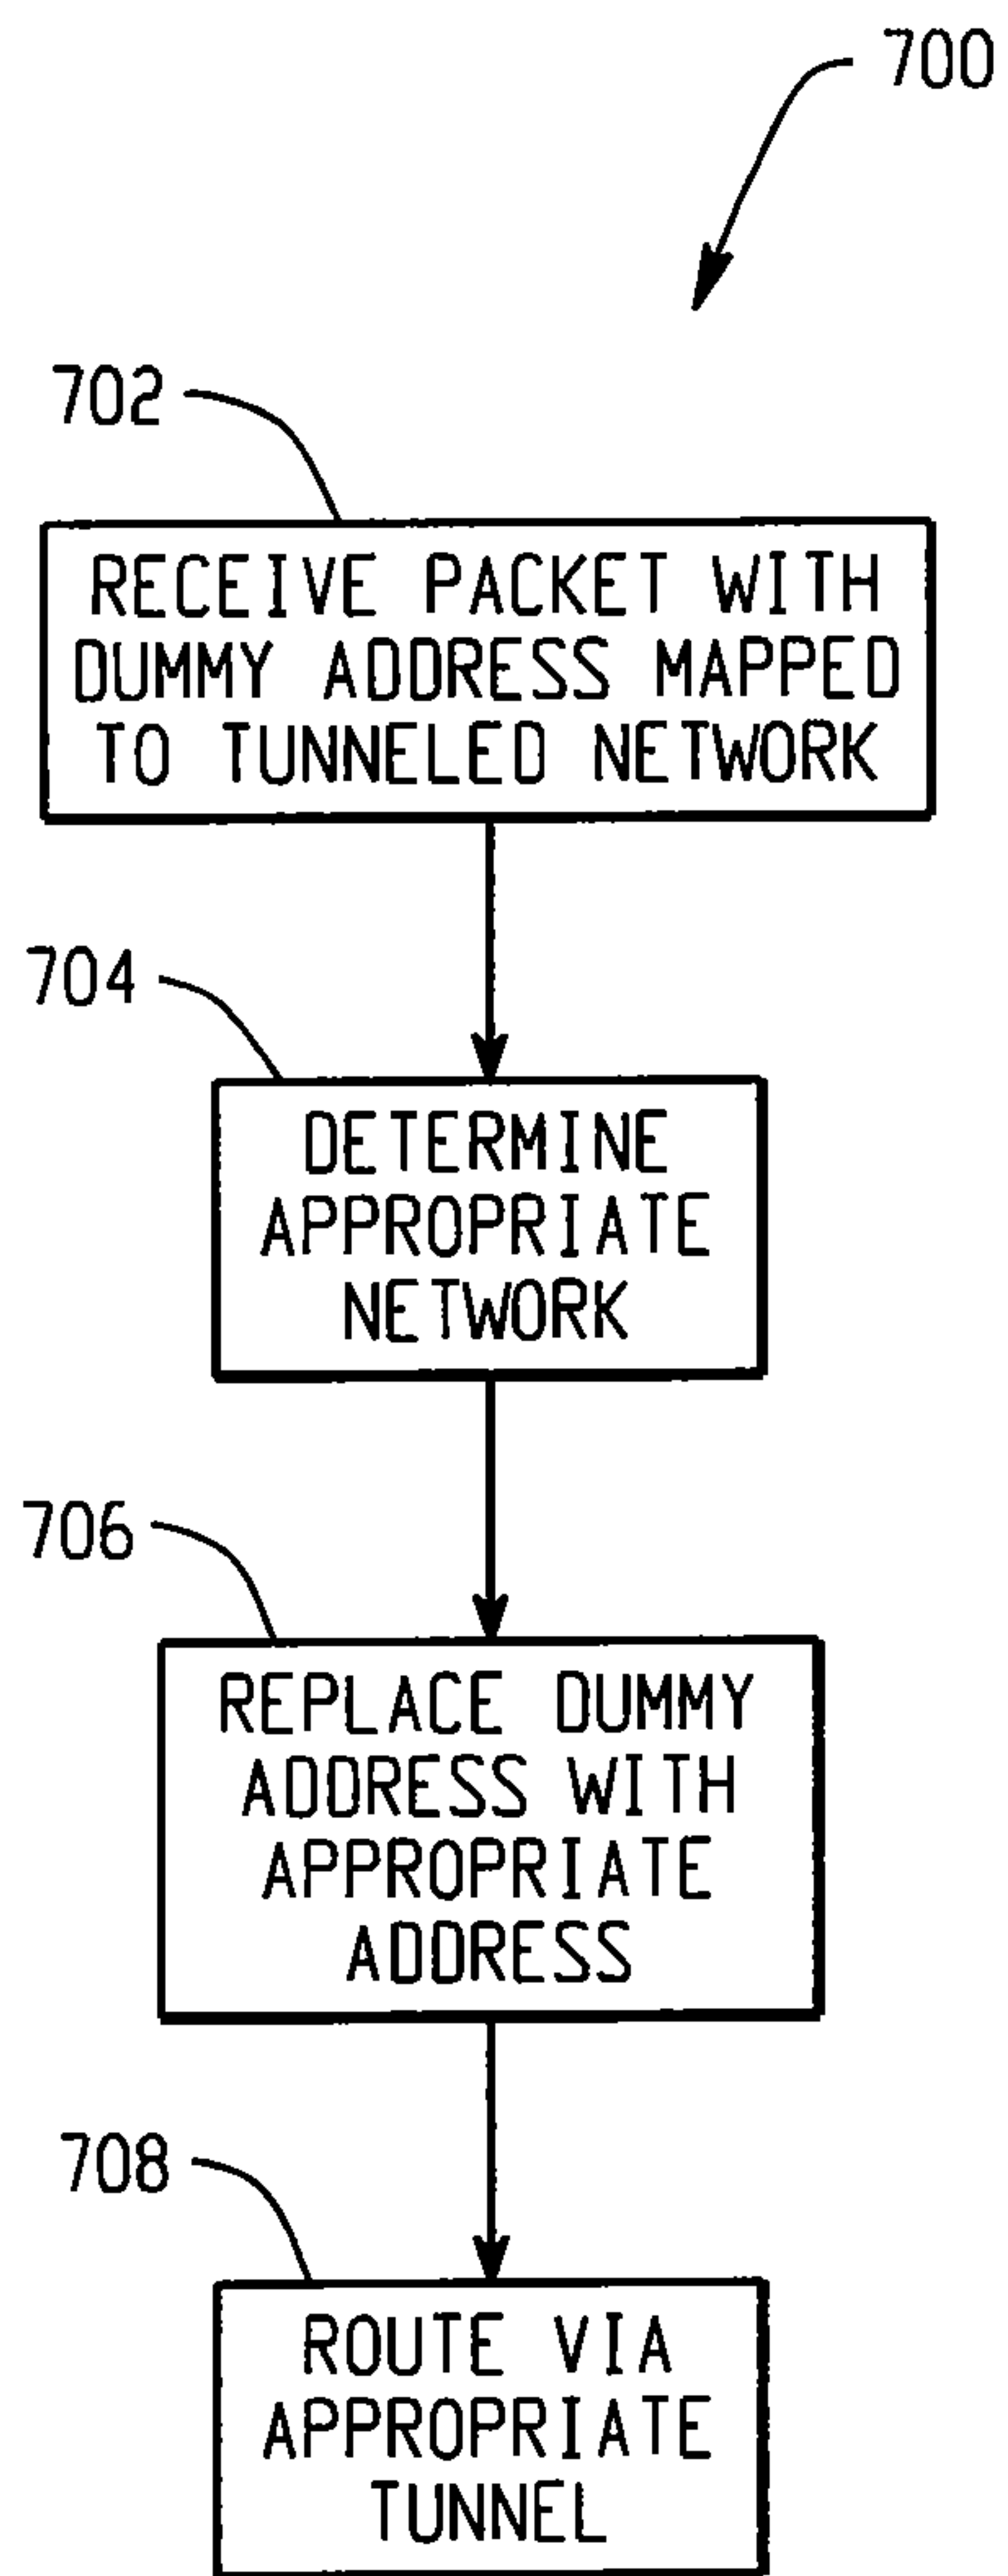 700
702
RECEIVE PACKET WITH
DUMMY ADDRESS MAPPED
TO TUNNELED NETWORK
704
DETERMINE
APPROPRIATE
NETWORK
706
REPLACE DUMMY
ADDRESS WITH
APPROPRIATE
ADDRESS
708
ROUTE VIA
APPROPRIATE
TUNNEL